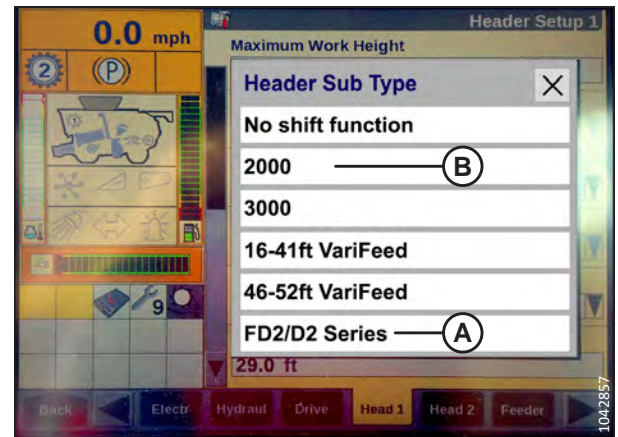 0.0 mph
Header Setup 1
2
(P)
Maximum Work Height
Header Sub Type
No shift function
2000
B
3000
16-41ft VariFeed
46-52ft VariFeed
9
FD2/D2 Series
A
29.0 ft
Back
Electr
Hydraul
Drive
Head 1
Head 2
Feeder
1042857